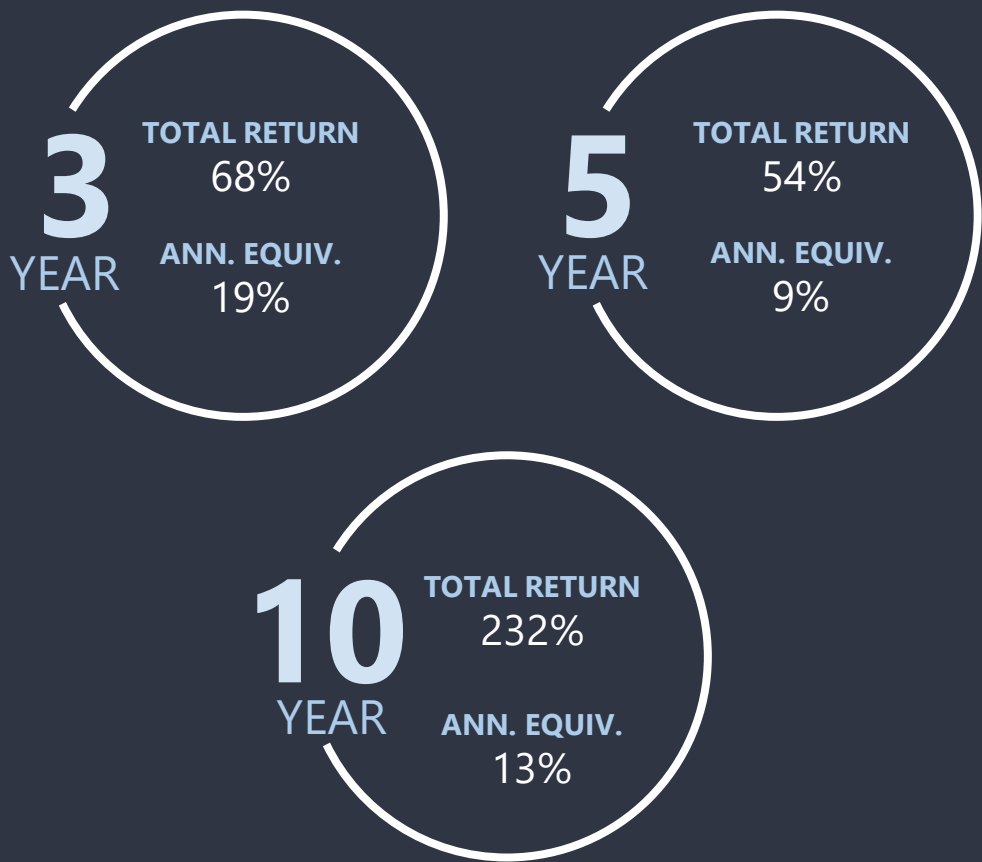 3
YEAR
TOTAL RETURN
68%
ANN. EQUIV.
19%
5
YEAR
TOTAL RETURN
54%
ANN. EQUIV.
9%
10
YEAR
TOTAL RETURN
232%
ANN. EQUIV.
13%